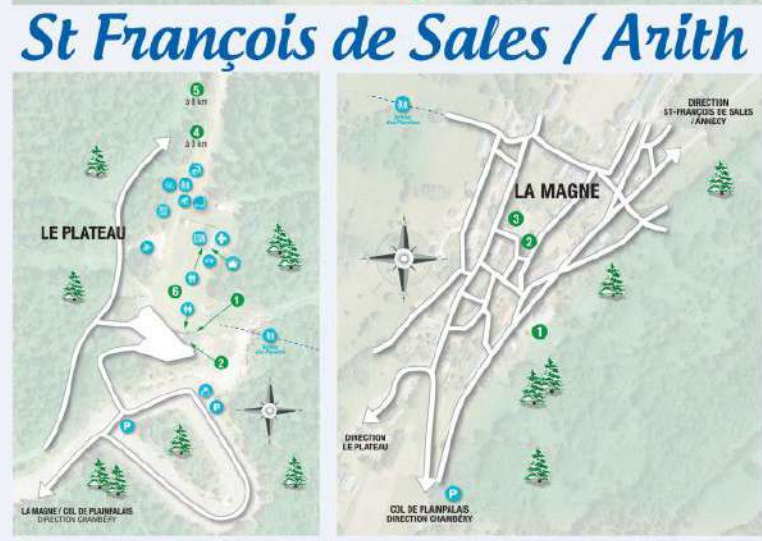 St François de Sales / Arith
5
à 8 km
4
à 3 km
LE PLATEAU
ESF
6
1
2
P
P
LA MAGNE / COL DE PLAINPALAIS
DIRECTION CHAMBÉRY
DIRECTION
ST-FRANÇOIS DE SALES
/ ANNECY
LA MAGNE
3
2
1
DIRECTION
LE PLATEAU
P
COL DE PLAINPALAIS
DIRECTION CHAMBÉRY